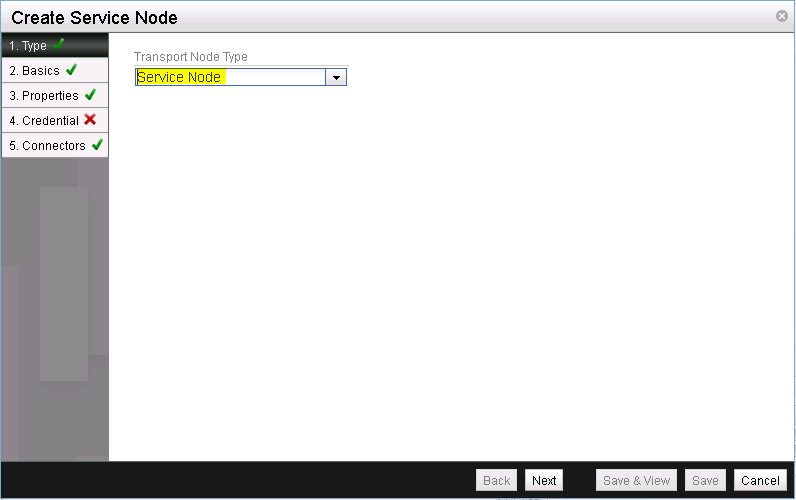 Create Service Node
1. Type
2. Basics
3. Properties
4. Credential
5. Connectors
Transport Node Type
Service Node
Back
Next
Save & View
Save
Cancel